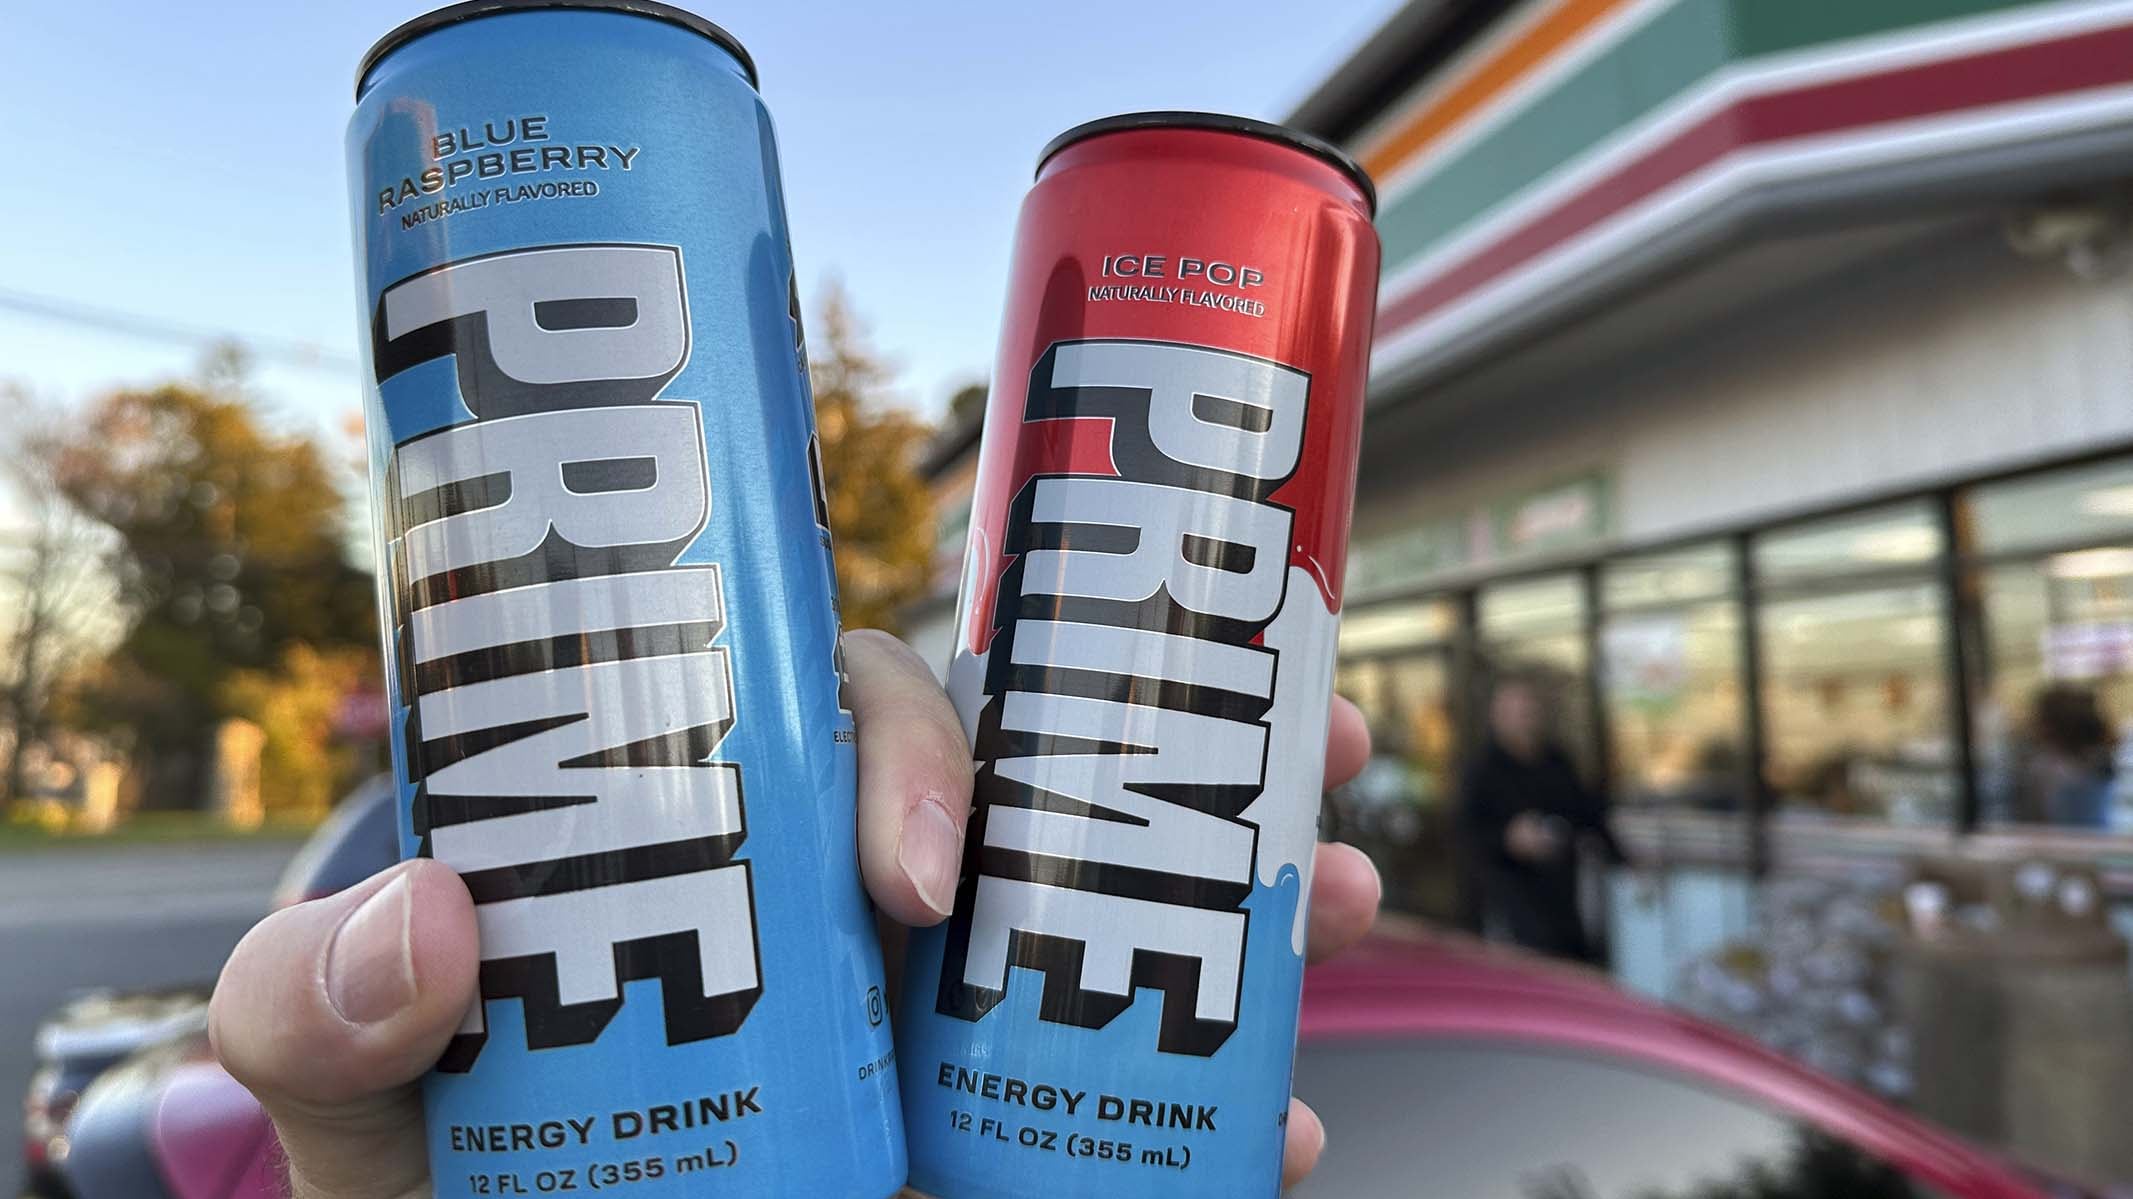 BLUE
RASPBERRY
NATURALLY FLAVORED
PRIME
ENERGY DRINK
12 FL OZ (355 mL)
ICE POP
NATURALLY FLAVORED
PRIME
ENERGY DRINK
12 FL OZ (355 mL)